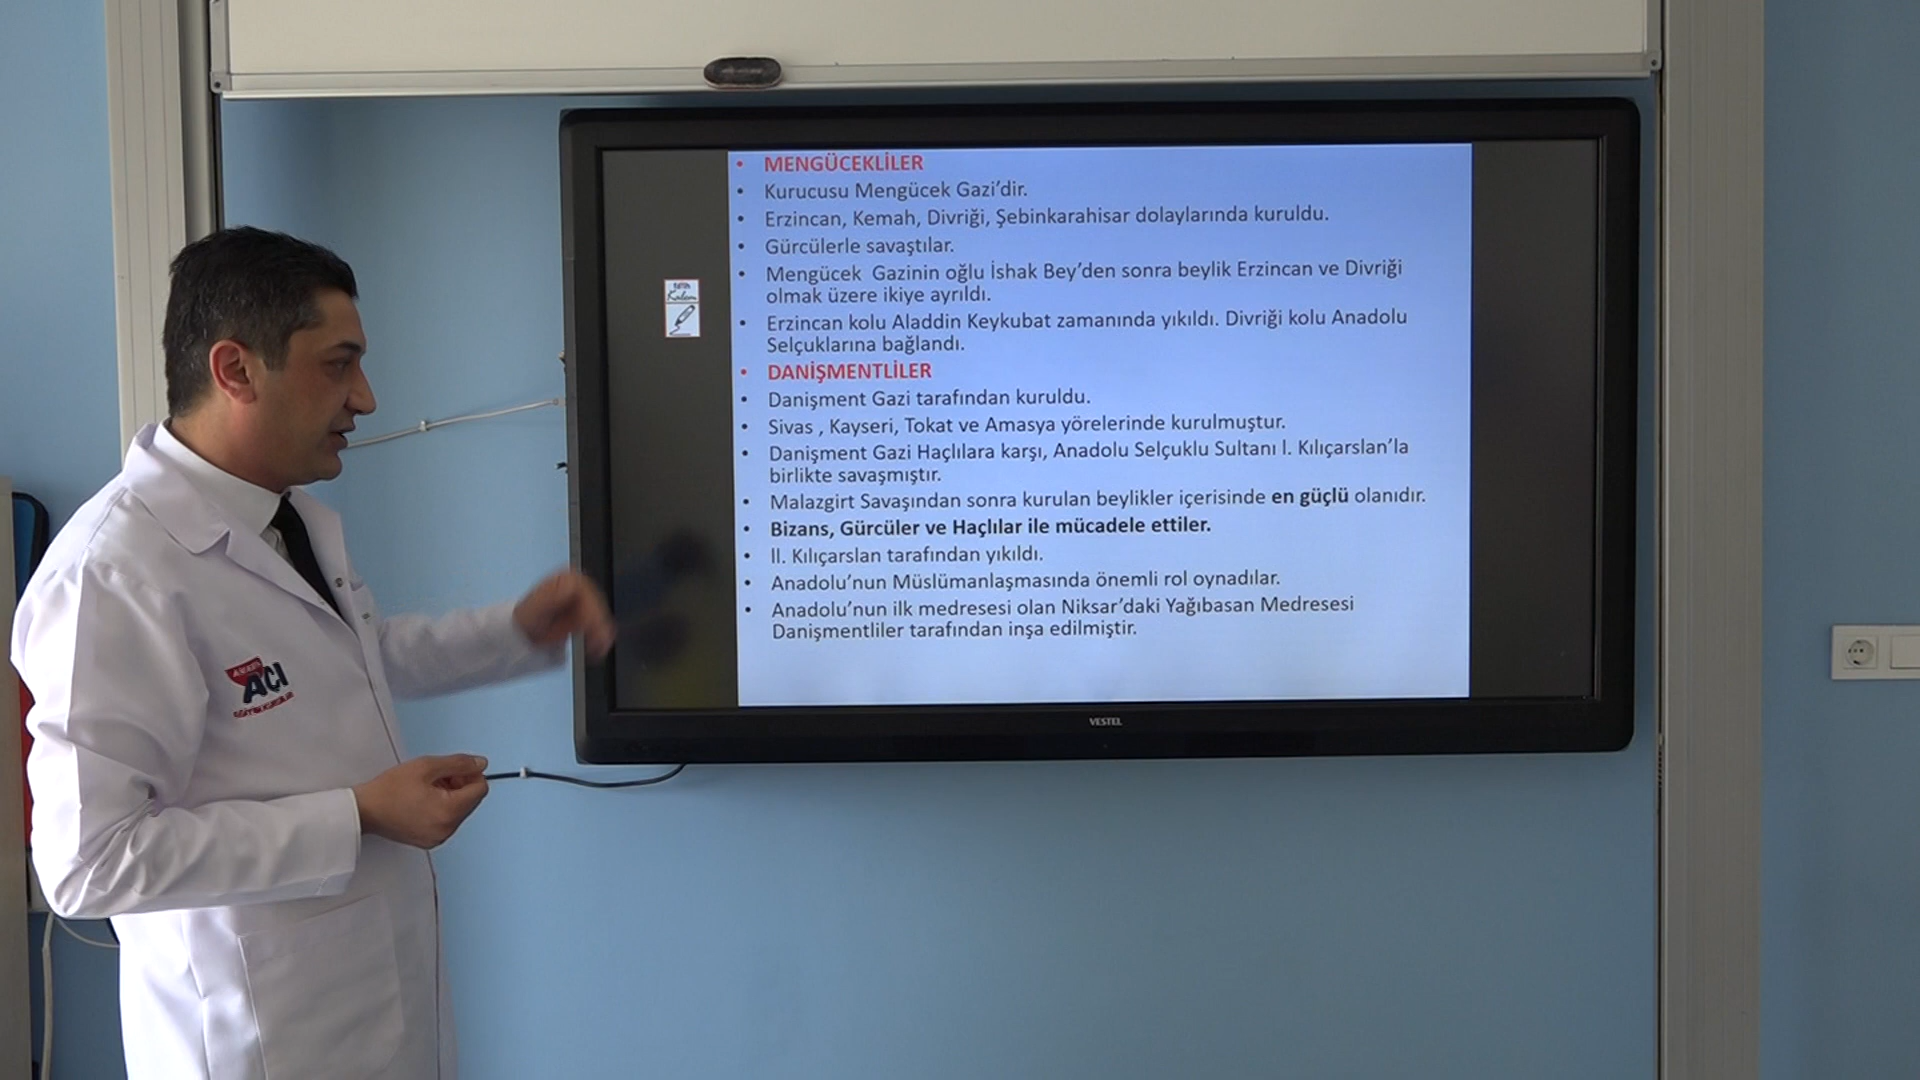 • MENGÜCEKLİLER
• Kurucusu Mengücek Gazi’dir.
• Erzincan, Kemah, Divriği, Şebinkarahisar dolaylarında kuruldu.
• Gürcülerle savaştılar.
• Mengücek Gazinin oğlu İshak Bey’den sonra beylik Erzincan ve Divriği
olmak üzere ikiye ayrıldı.
• Erzincan kolu Aladdin Keykubat zamanında yıkıldı. Divriği kolu Anadolu
Selçuklarına bağlandı.
• DANİŞMENTLİLER
• Danişment Gazi tarafından kuruldu.
• Sivas , Kayseri, Tokat ve Amasya yörelerinde kurulmuştur.
• Danişment Gazi Haçlılara karşı, Anadolu Selçuklu Sultanı I. Kılıçarslan’la
birlikte savaşmıştır.
• Malazgirt Savaşından sonra kurulan beylikler içerisinde en güçlü olanıdır.
• Bizans, Gürcüler ve Haçlılar ile mücadele ettiler.
• II. Kılıçarslan tarafından yıkıldı.
• Anadolu’nun Müslümanlaşmasında önemli rol oynadılar.
• Anadolu’nun ilk medresesi olan Niksar’daki Yağıbasan Medresesi
Danişmentliler tarafından inşa edilmiştir.
Kalem
VESTEL
AÇI